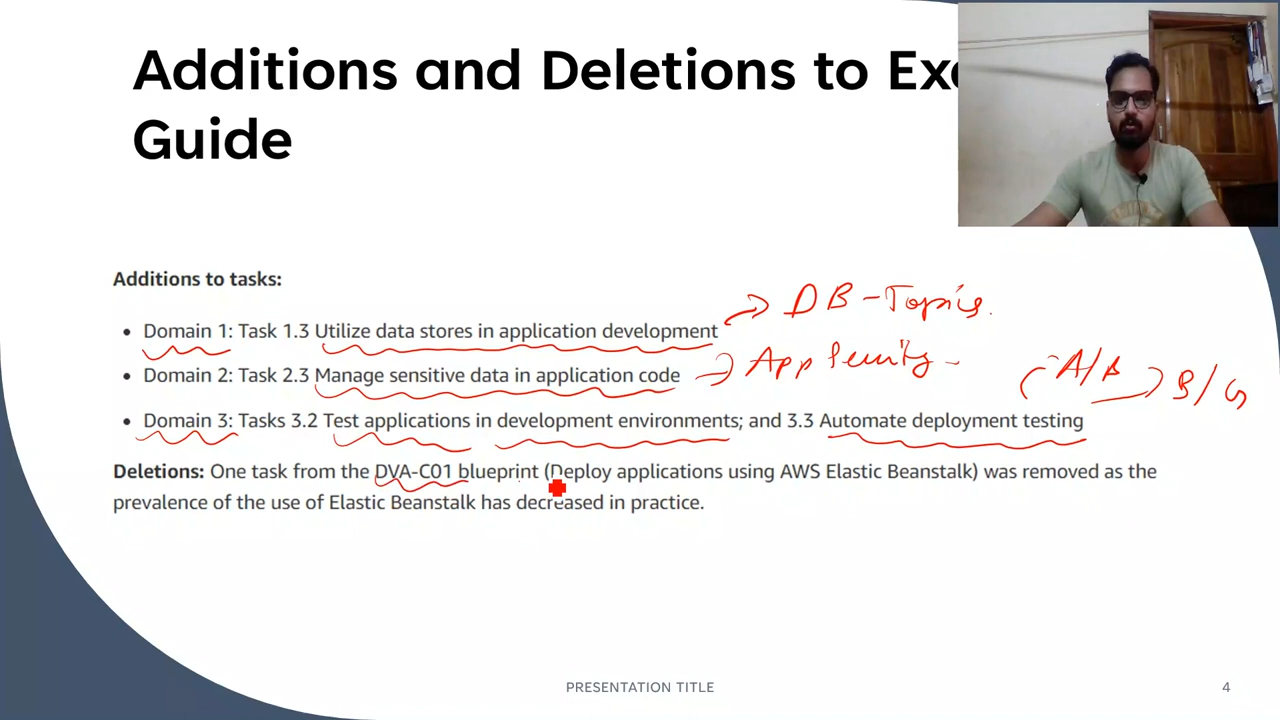 Additions and Deletions to Ex
Guide
Additions to tasks:
• Domain 1: Task 1.3 Utilize data stores in application development
→ DB - Topics.
• Domain 2: Task 2.3 Manage sensitive data in application code
→ App
(A/B) B/G
• Domain 3: Tasks 3.2 Test applications in development environments; and 3.3 Automate deployment testing
Deletions: One task from the DVA-C01 blueprint (Deploy applications using AWS Elastic Beanstalk) was removed as the
prevalence of the use of Elastic Beanstalk has decreased in practice.
PRESENTATION TITLE
4